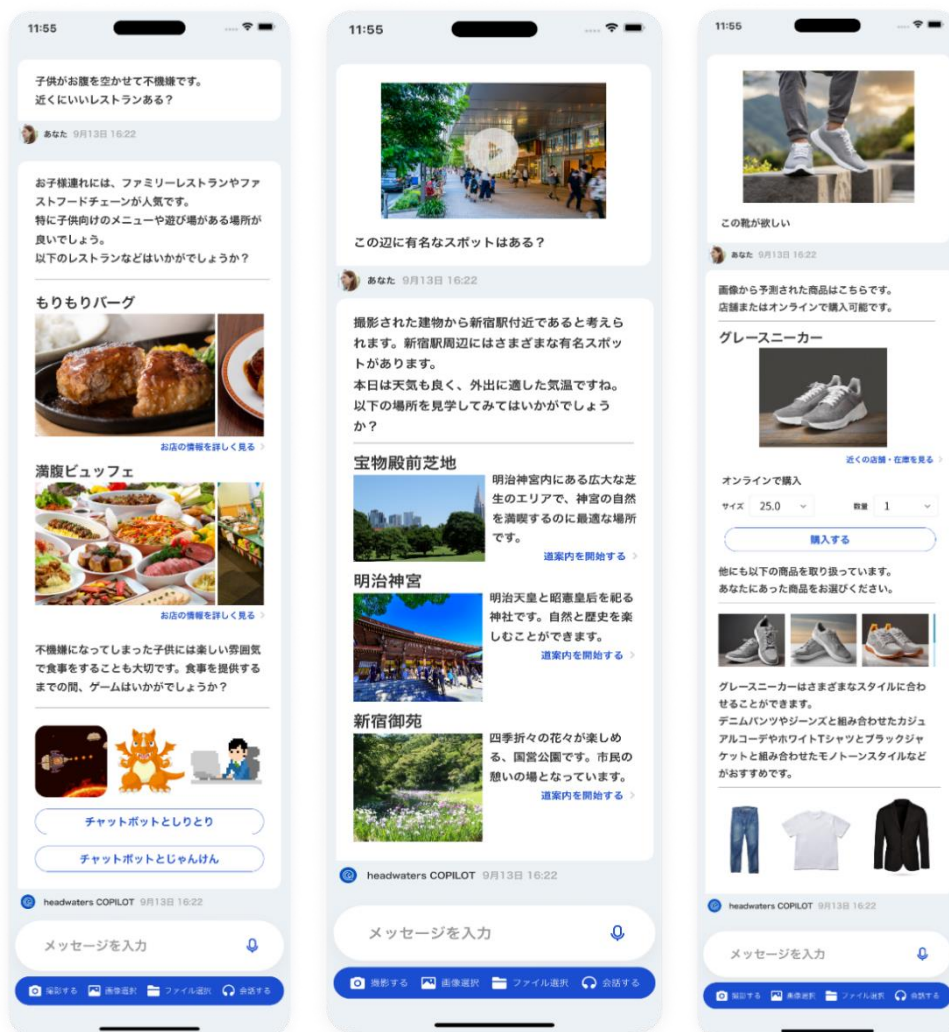 11:55
子供がお腹を空かせて不機嫌です。
近くにいいレストランある？
あなた 9月13日 16:22
お子様連れには、ファミリーレストランやファ
ストフードチェーンが人気です。
特に子供向けのメニューや遊び場がある場所が
良いでしょう。
以下のレストランなどはいかがでしょうか？
もりもりバーグ
お店の情報を詳しく見る
満腹ビュッフェ
お店の情報を詳しく見る
不機嫌になってしまった子供には楽しい雰囲気
で食事をすることも大切です。食事を提供する
までの間、ゲームはいかがでしょうか？
チャットボットとしりとり
チャットボットとじゃんけん
headwaters COPILOT 9月13日 16:22
メッセージを入力
撮影する 画像選択 ファイル選択 会話する
11:55
この辺に有名なスポットはある？
あなた 9月13日 16:22
撮影された建物から新宿駅付近であると考えら
れます。新宿駅周辺にはさまざまな有名スポッ
トがあります。
本日は天気も良く、外出に適した気温ですね。
以下の場所を見学してみてはいかがでしょう
か？
宝物殿前芝地
明治神宮内にある広大な芝
生のエリアで、神宮の自然
を満喫するのに最適な場所
です。
道案内を開始する
明治神宮
明治天皇と昭憲皇后を祀る
神社です。自然と歴史を楽
しむことができます。
道案内を開始する
新宿御苑
四季折々の花々が楽しめ
る、国営公園です。市民の
憩いの場となっています。
道案内を開始する
headwaters COPILOT 9月13日 16:22
メッセージを入力
撮影する 画像選択 ファイル選択 会話する
11:55
この靴が欲しい
あなた 9月13日 16:22
画像から予測された商品はこちらです。
店舗またはオンラインで購入可能です。
グレースニーカー
近くの店舗・在庫を見る
オンラインで購入
サイズ 25.0 数量 1
購入する
他にも以下の商品を取り扱っています。
あなたにあった商品をお選びください。
グレースニーカーはさまざまなスタイルに合わ
せることができます。
デニムパンツやジーンズと組み合わせたカジュ
アルコーデやホワイトTシャツとブラックジャ
ケットと組み合わせたモノトーンスタイルなど
がおすすめです。
headwaters COPILOT 9月13日 16:22
メッセージを入力
撮影する 画像選択 ファイル選択 会話する